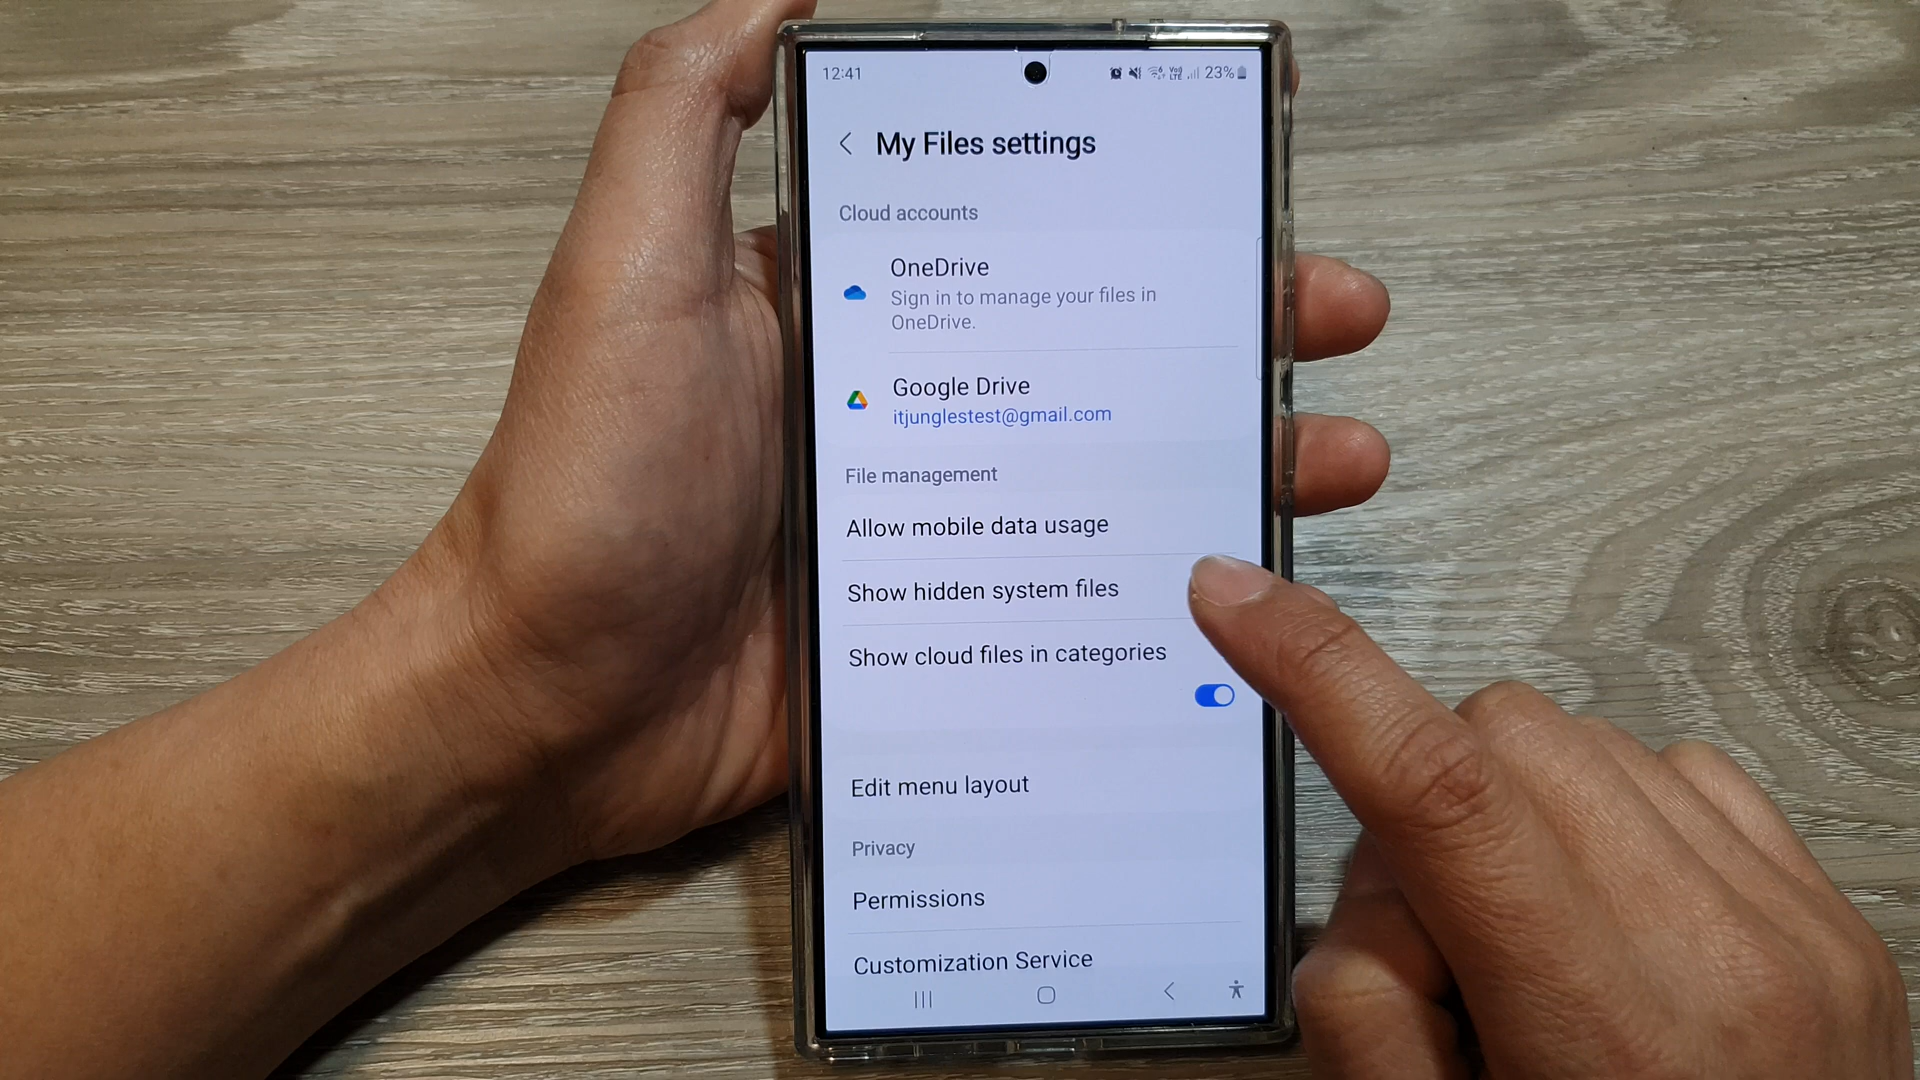 12:41
Vo) LTE 23%
My Files settings
Cloud accounts
OneDrive
Sign in to manage your files in
OneDrive.
Google Drive
itjunglestest@gmail.com
File management
Allow mobile data usage
Show hidden system files
Show cloud files in categories
Edit menu layout
Privacy
Permissions
Customization Service